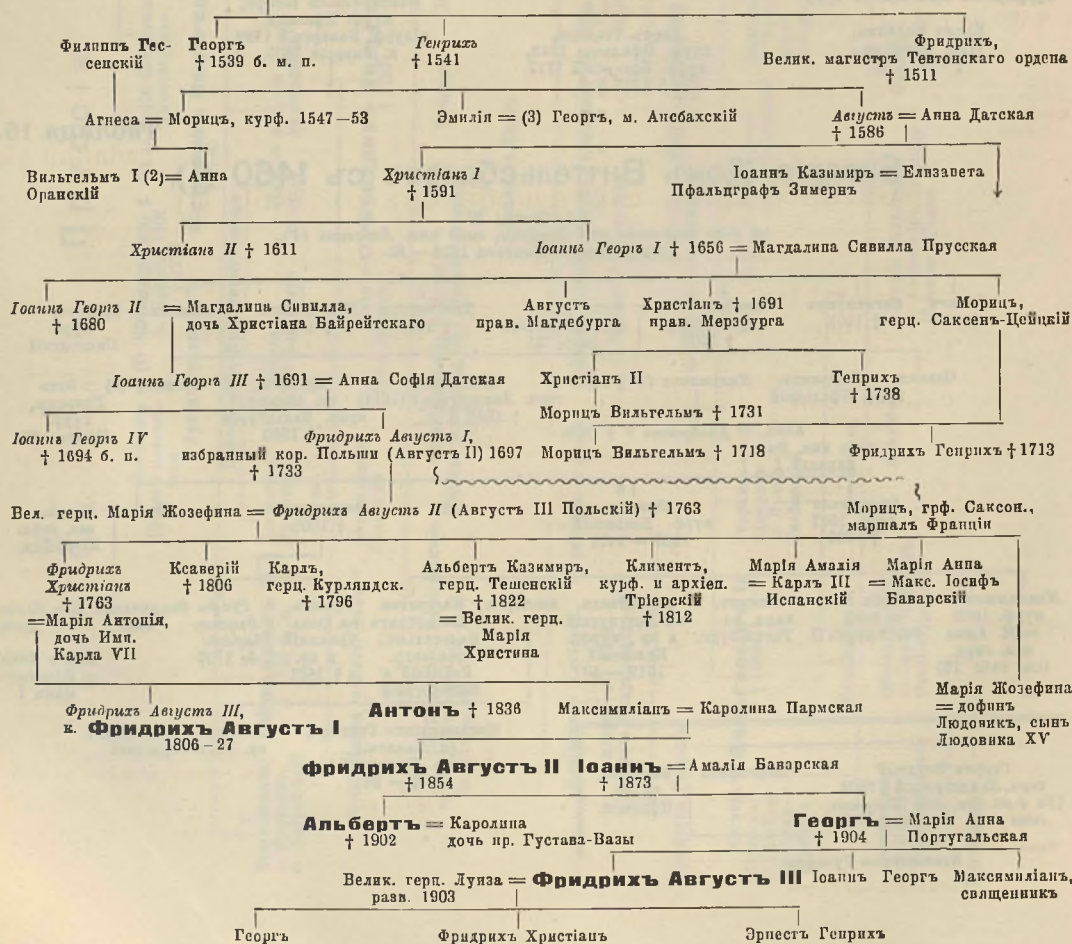 Филиппъ Гес-
сенскій
Георгъ
† 1539 б. м. п.
Генрихъ
† 1541
Фридрихъ,
Велик. магистръ Тевтонскаго ордена
† 1511
Агнеса = Морицъ, курф. 1547–53
Эмилія = (3) Георгъ, м. Ансбахскій
Августъ = Анна Датская
† 1586
Вильгельмъ I (2) = Анна
Оранскій
Христіанъ I
† 1591
Іоаннъ Казимиръ = Елизавета
Пфальцграфъ Зимернъ
Христіанъ II † 1611
Іоаннъ Георгъ I † 1656 = Магдалина Сивилла Прусская
Іоаннъ Георгъ II = Магдалина Сивилла,
† 1680 дочь Христіана Байрейтскаго
Августъ
прав. Магдебурга
Христіанъ † 1691
прав. Мерзбурга
Морицъ,
герц. Саксенъ-Цейцкій
Іоаннъ Георгъ III † 1691 = Анна Софія Датская
Христіанъ II
Генрихъ
† 1738
Морицъ Вильгельмъ † 1731
Іоаннъ Георгъ IV
† 1694 б. п.
Фридрихъ Августъ I,
избранный кор. Польши (Августъ II) 1697
† 1733
Морицъ Вильгельмъ † 1718
Фридрихъ Генрихъ † 1713
Вел. герц. Марія Жозефина = Фридрихъ Августъ II (Августъ III Польскій) † 1763
Морицъ, грф. Саксон.,
маршалъ Франціи
Фридрихъ
Христіанъ
† 1763
=Марія Антонія,
дочь Имп.
Карла VII
Ксаверій
† 1806
Карлъ,
герц. Курляндск.
† 1796
Альбертъ Казимиръ,
герц. Тешенскій
† 1822
= Велик. герц.
Марія
Христина
Климентъ,
курф. и архіеп.
Тріерскій
† 1812
Марія Амалія
= Карлъ III
Испанскій
Марія Анна
= Макс. Іосифъ
Баварскій
Марія Жозефина
= дофинъ
Людовикъ, сынъ
Людовика XV
Фридрихъ Августъ III,
к. Фридрихъ Августъ I
1806–27
Антонъ † 1836
Максимиліанъ = Каролина Пармская
Фридрихъ Августъ II
† 1854
Іоаннъ = Амалія Баварская
† 1873
Альбертъ = Каролина
† 1902 дочь пр. Густава-Вазы
Георгъ = Марія Анна
† 1904 Португальская
Велик. герц. Луиза = Фридрихъ Августъ III
разв. 1903
Іоаннъ Георгъ Максимиліанъ,
священникъ
Георгъ Фридрихъ Христіанъ Эрнестъ Генрихъ